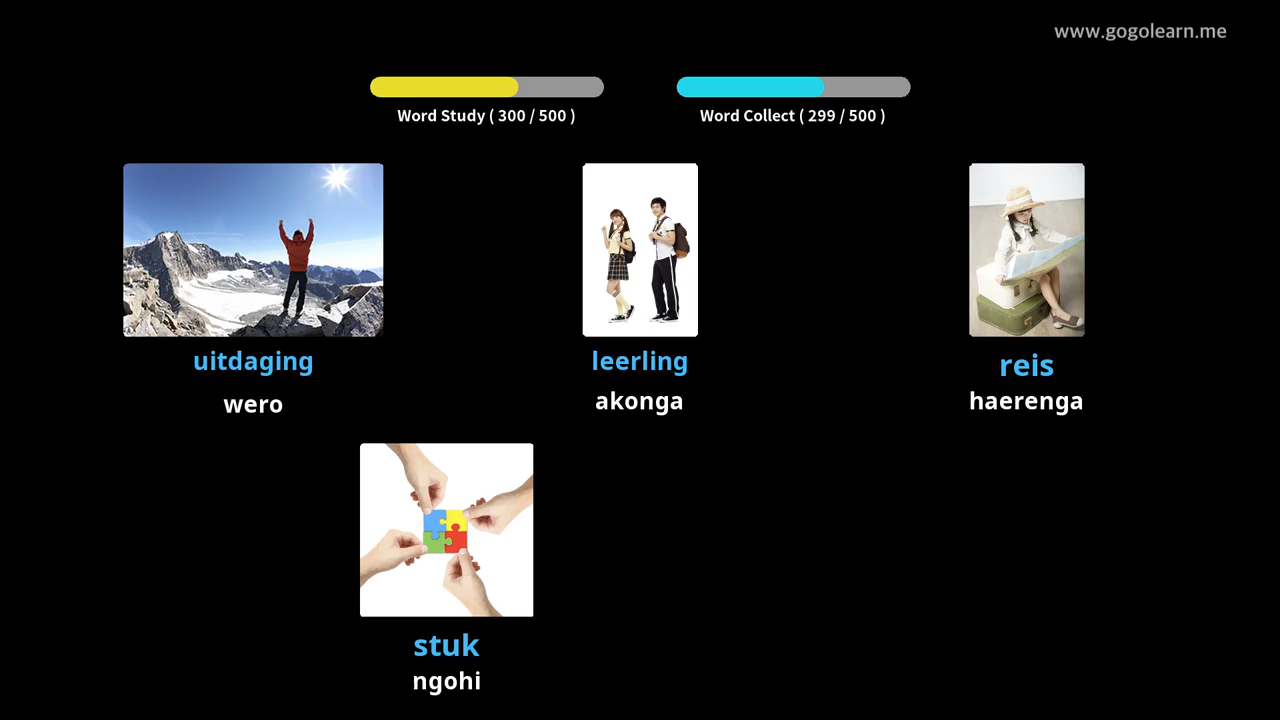 www.gogolearn.me
Word Study ( 300 / 500 )
Word Collect ( 299 / 500 )
uitdaging
wero
leerling
akonga
reis
haerenga
stuk
ngohi